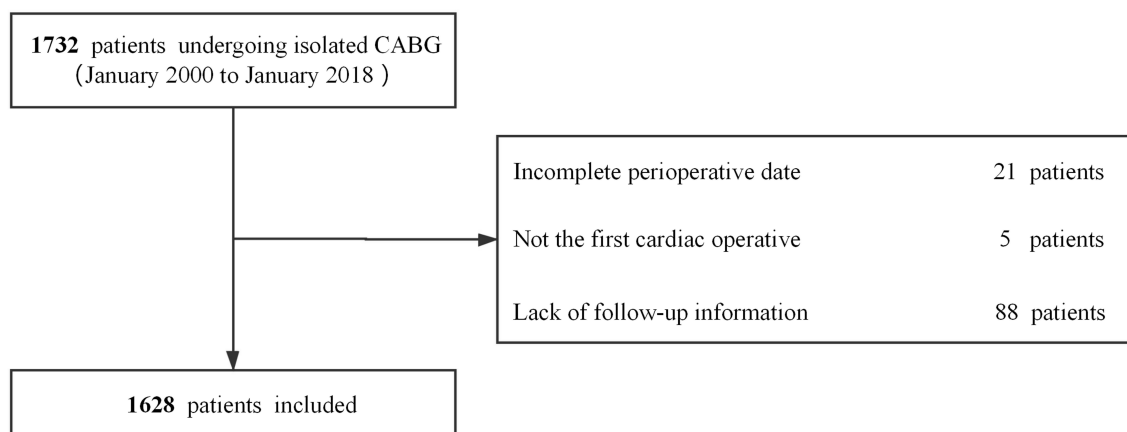 1732 patients undergoing isolated CABG
(January 2000 to January 2018 )
Incomplete perioperative date 21 patients
Not the first cardiac operative 5 patients
Lack of follow-up information 88 patients
1628 patients included